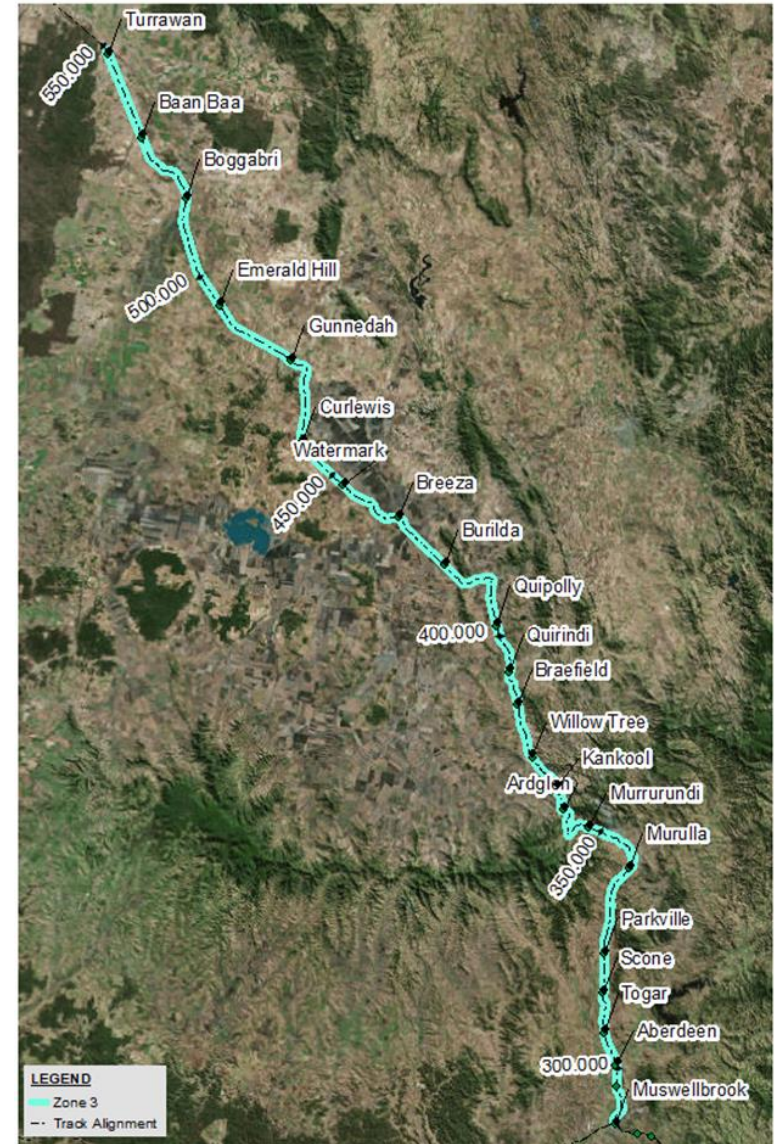 Turrawan
550.000
Baan Baa
Boggabri
Emerald Hill
500.000
Gunnedah
Curlewis
Watermark
450.000
Breeza
Burilda
Quipolly
400.000
Quirindi
Braefield
Willow Tree
Kankool
Ardglen
Murrurundi
350.000
Murulla
Parkville
Scone
Togar
Aberdeen
300.000
Muswellbrook
LEGEND
Zone 3
Track Alignment